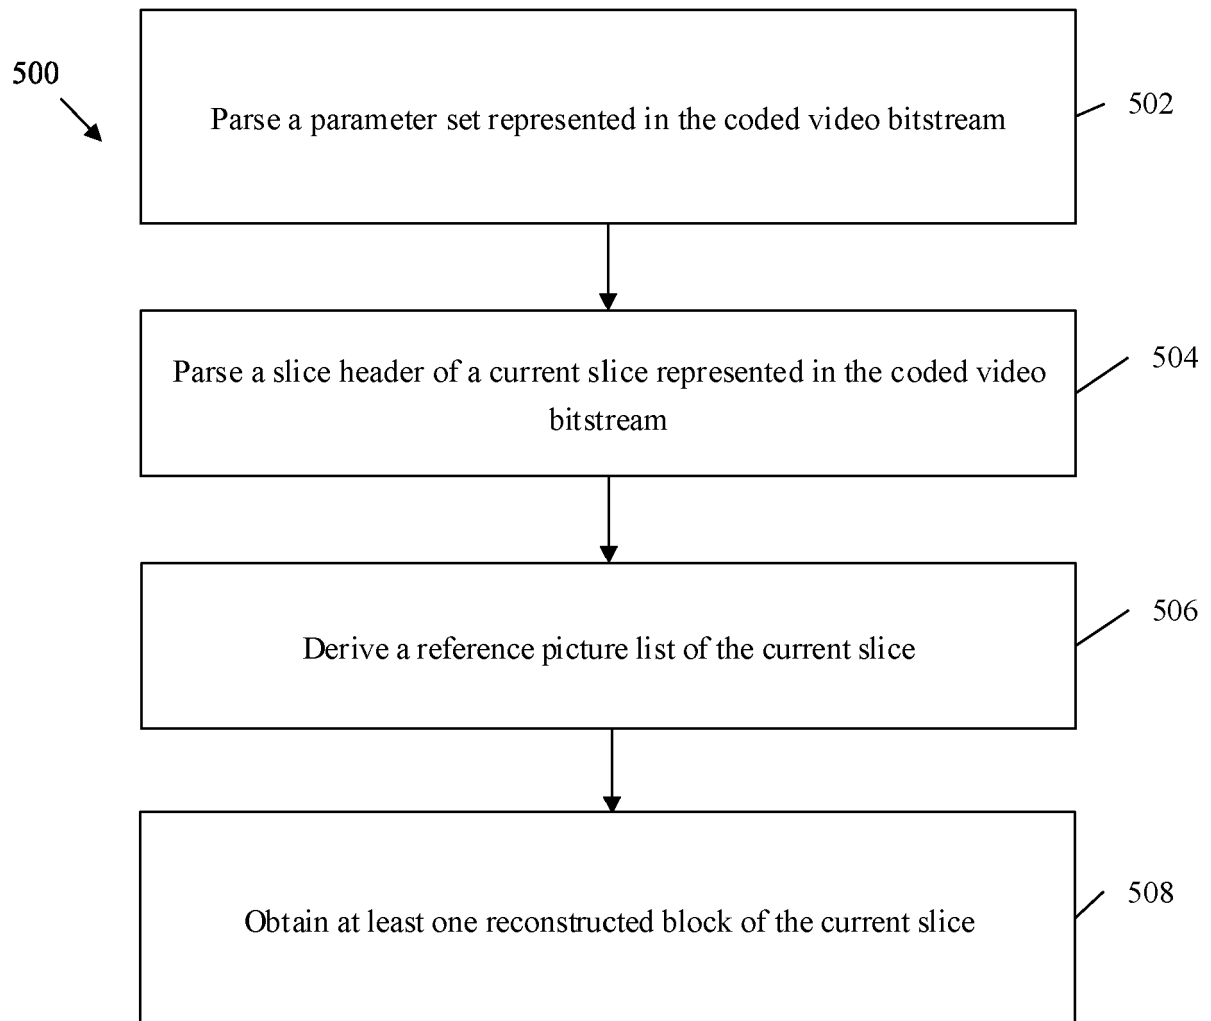 500
Parse a parameter set represented in the coded video bitstream
502
Parse a slice header of a current slice represented in the coded video
bitstream
504
Derive a reference picture list of the current slice
506
Obtain at least one reconstructed block of the current slice
508